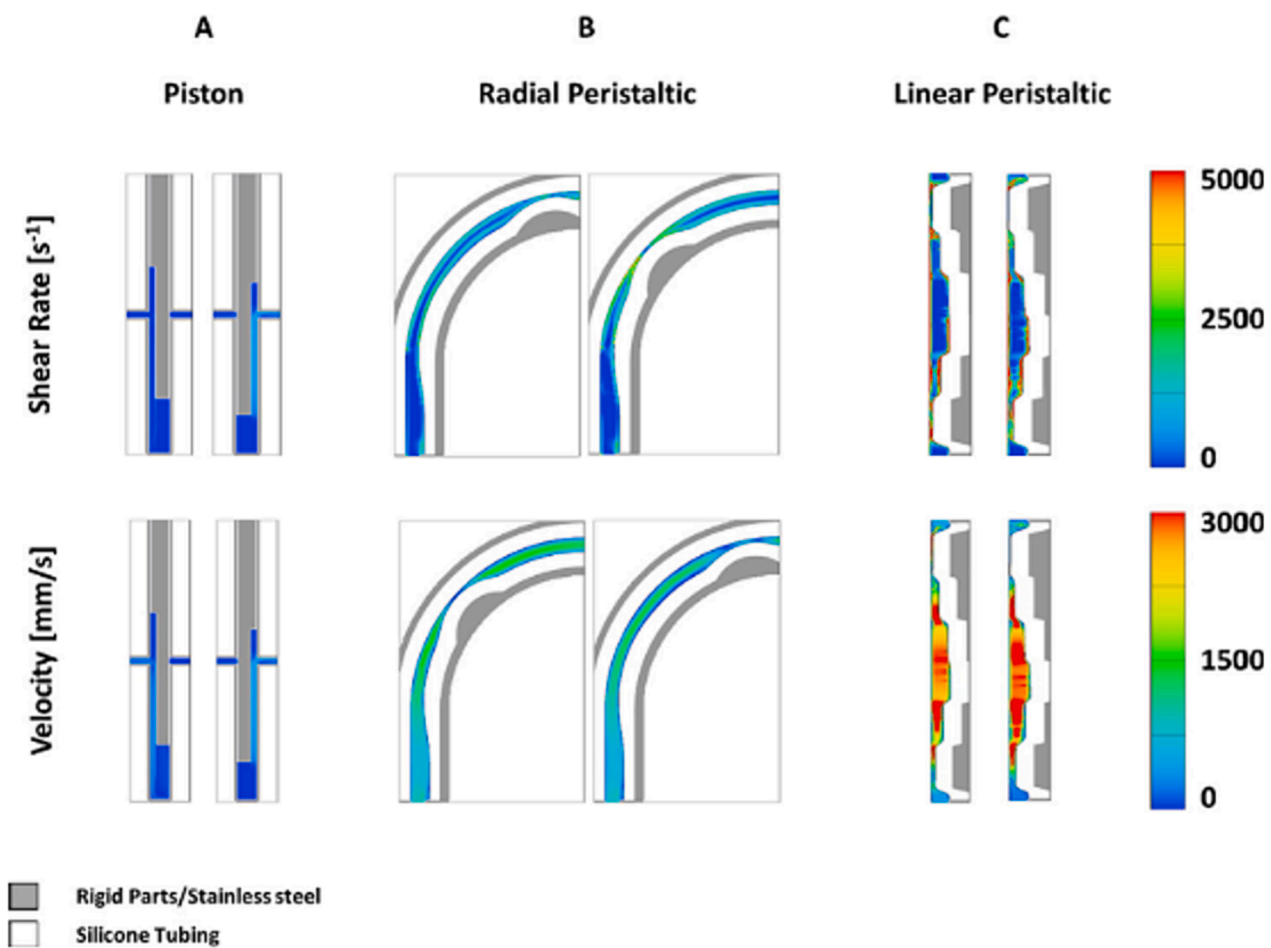 A
B
C
Piston
Radial Peristaltic
Linear Peristaltic
Shear Rate [s-1]
5000
2500
0
Velocity [mm/s]
3000
1500
0
Rigid Parts/Stainless steel
Silicone Tubing